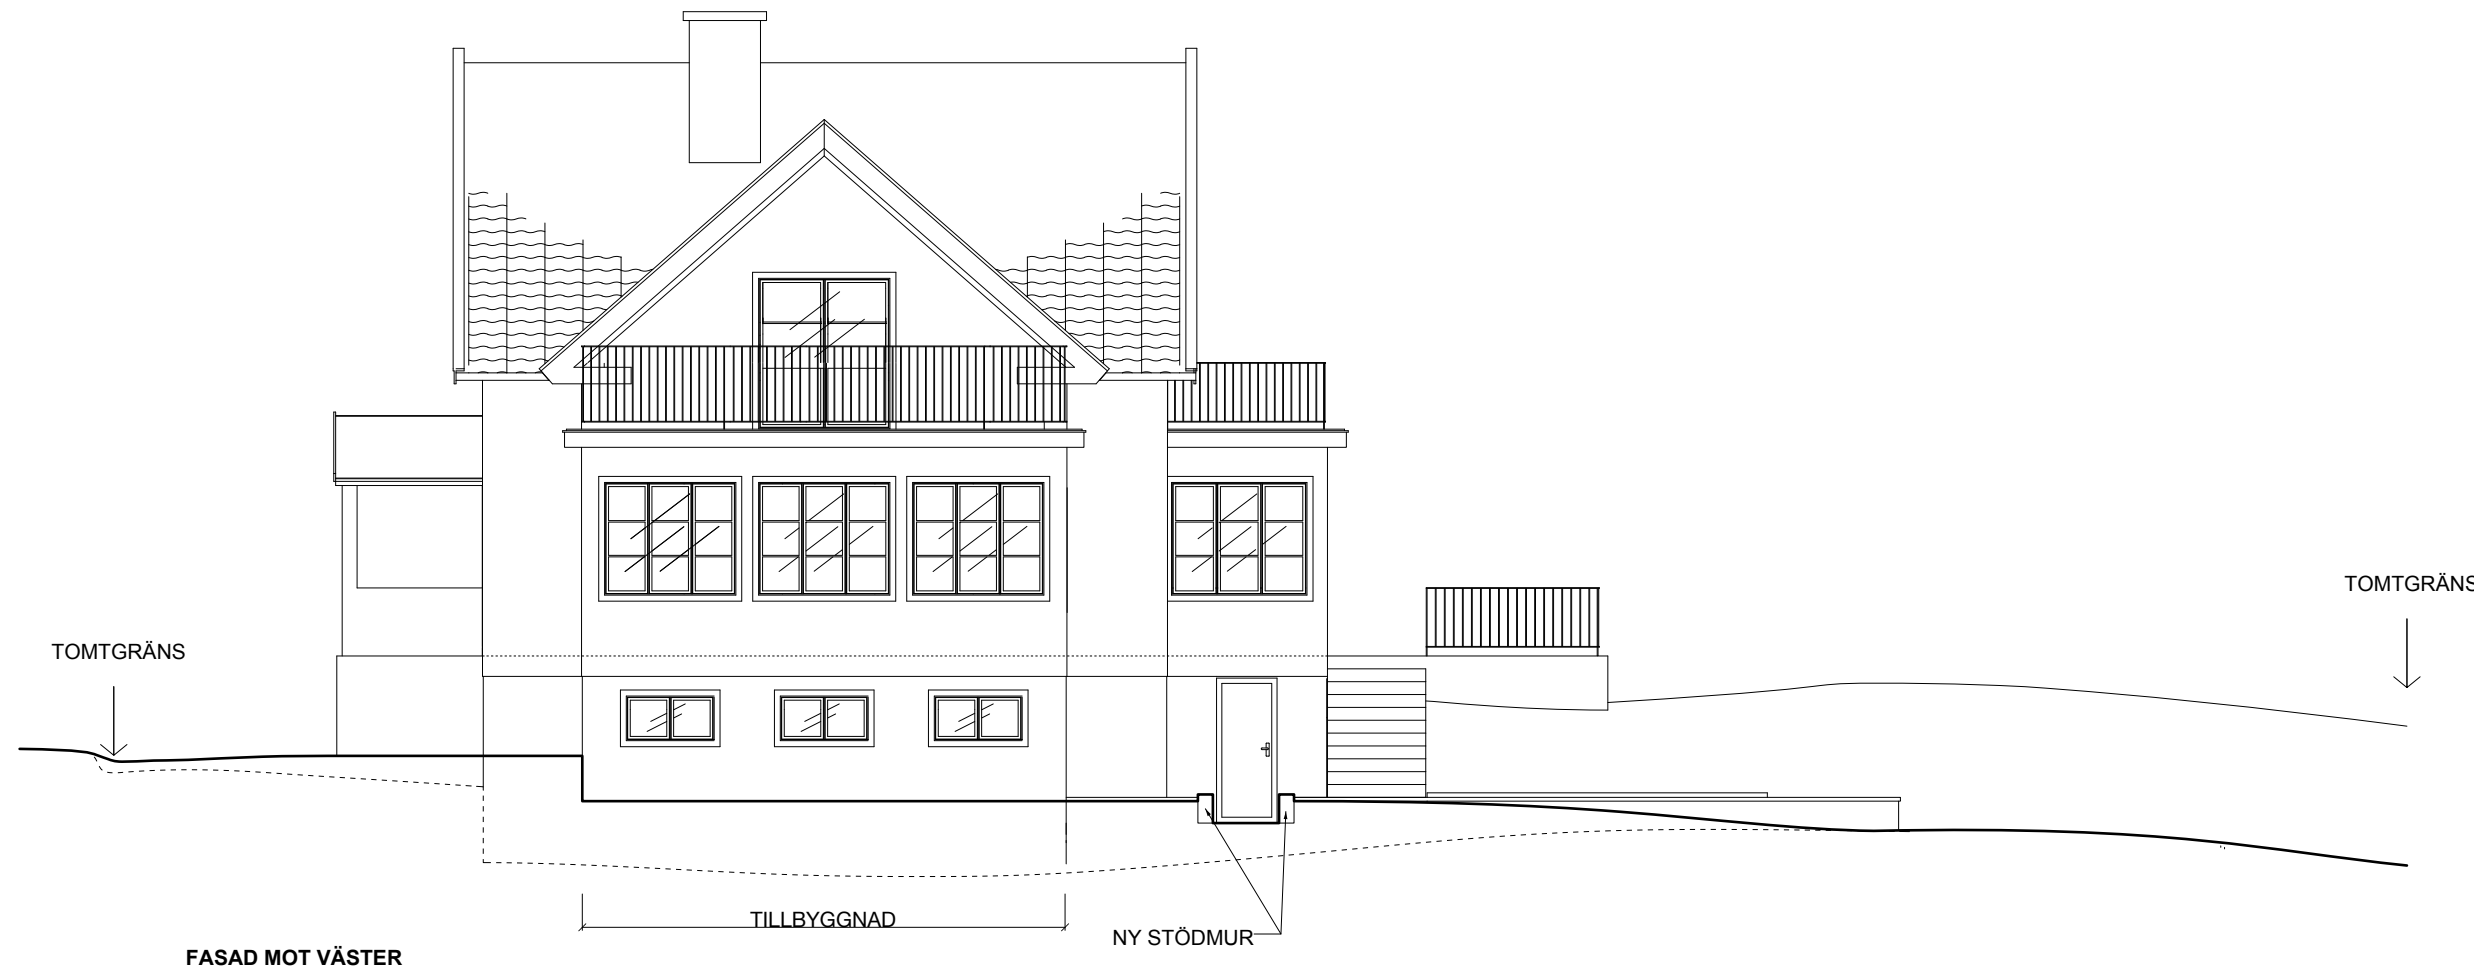 TOMTGRÄNS
TOMTGRÄNS
TILLBYGGNAD
NY STÖDMUR
FASAD MOT VÄSTER